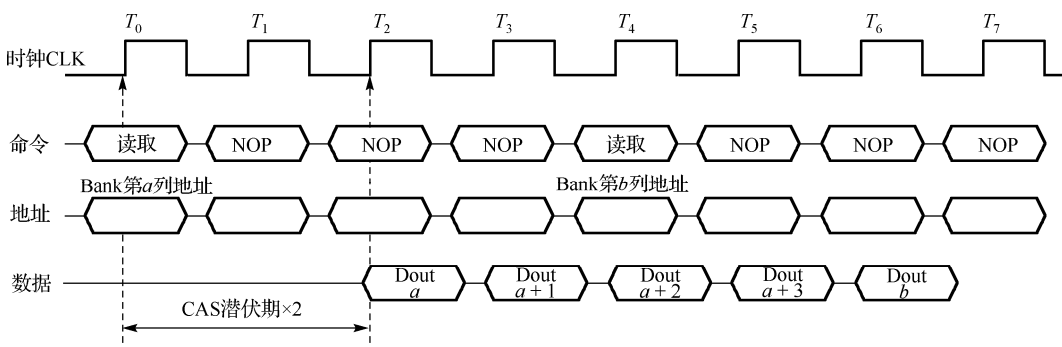 T0 T1 T2 T3 T4 T5 T6 T7
时钟CLK
命令 读取 NOP NOP NOP 读取 NOP NOP NOP
Bank第a列地址 Bank第b列地址
地址
数据 Dout a Dout a + 1 Dout a + 2 Dout a + 3 Dout b
CAS潜伏期×2